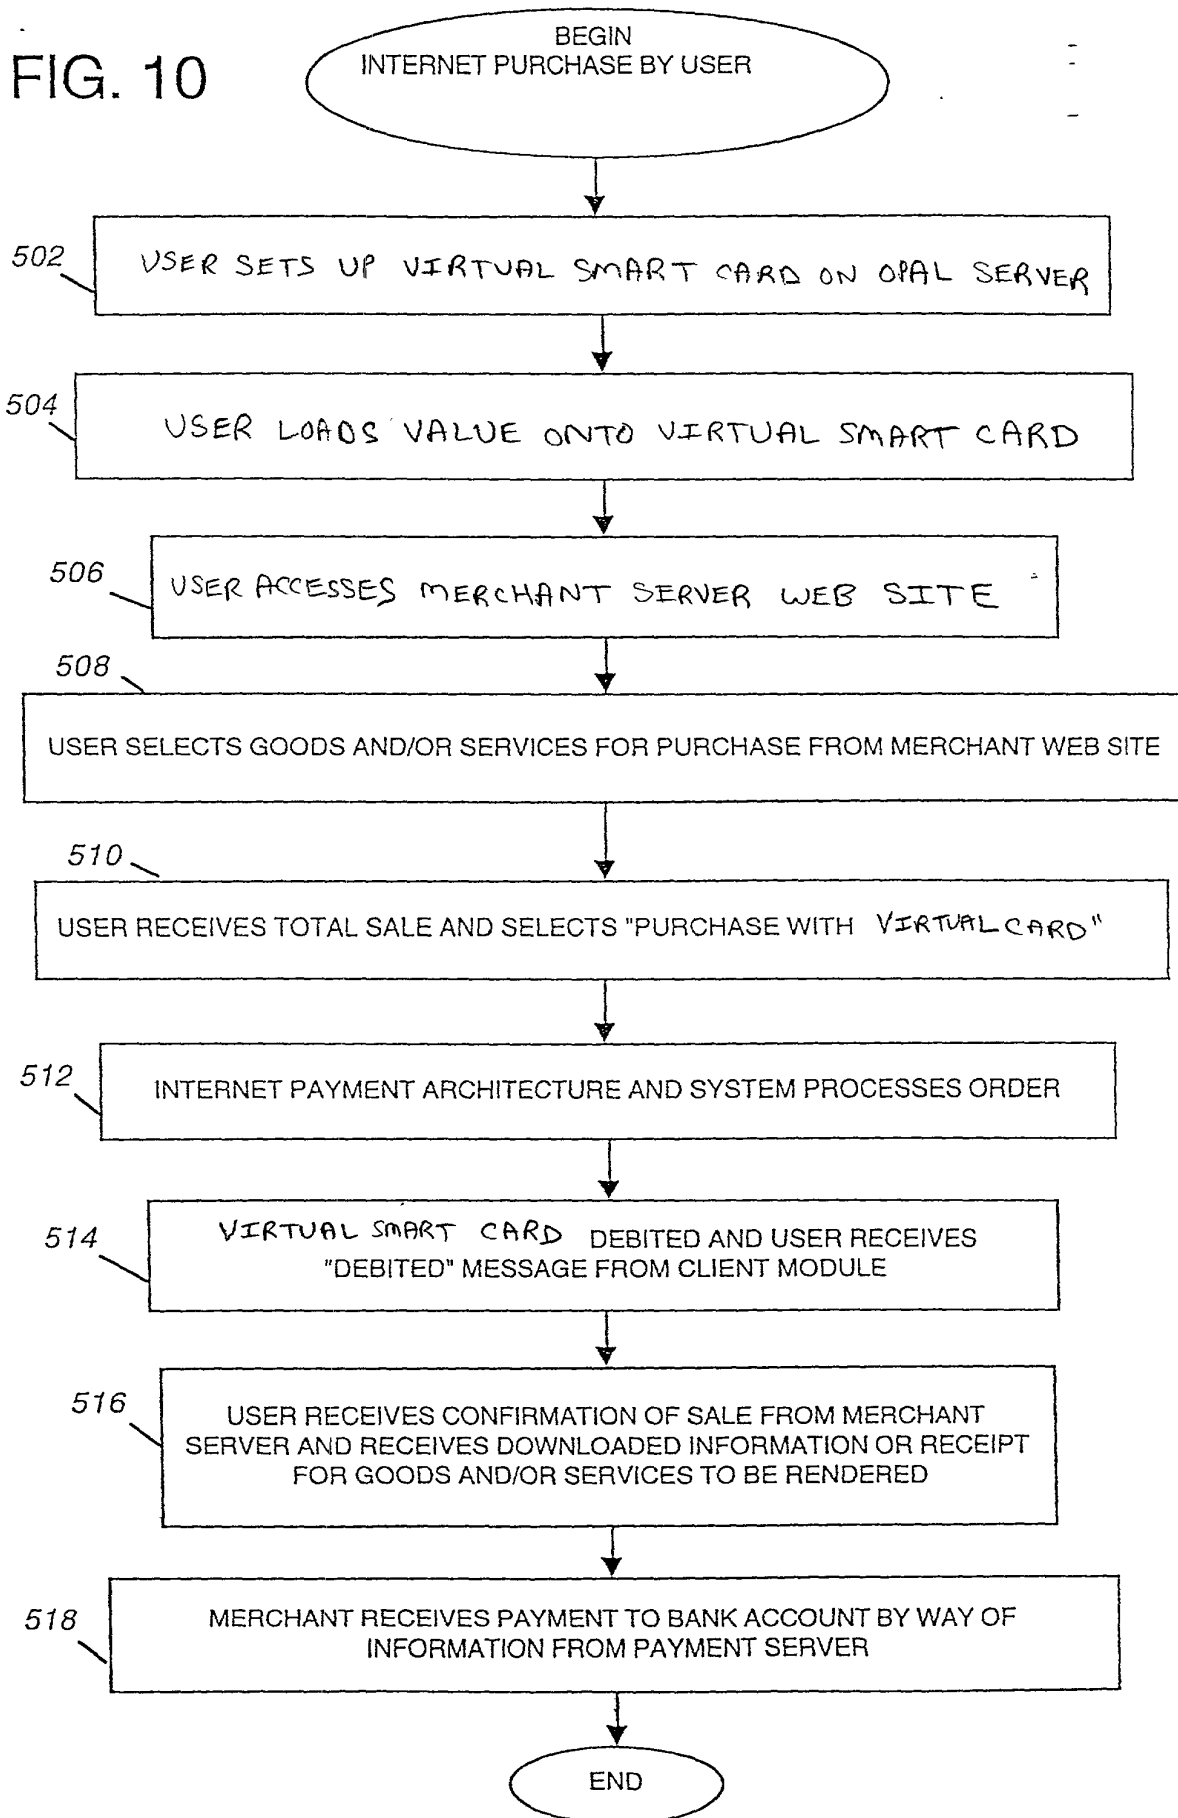 FIG. 10
BEGIN
INTERNET PURCHASE BY USER
502
USER SETS UP VIRTUAL SMART CARD ON OPAL SERVER
504
USER LOADS VALUE ONTO VIRTUAL SMART CARD
506
USER ACCESSES MERCHANT SERVER WEB SITE
508
USER SELECTS GOODS AND/OR SERVICES FOR PURCHASE FROM MERCHANT WEB SITE
510
USER RECEIVES TOTAL SALE AND SELECTS "PURCHASE WITH VIRTUAL CARD"
512
INTERNET PAYMENT ARCHITECTURE AND SYSTEM PROCESSES ORDER
514
VIRTUAL SMART CARD DEBITED AND USER RECEIVES
"DEBITED" MESSAGE FROM CLIENT MODULE
516
USER RECEIVES CONFIRMATION OF SALE FROM MERCHANT
SERVER AND RECEIVES DOWNLOADED INFORMATION OR RECEIPT
FOR GOODS AND/OR SERVICES TO BE RENDERED
518
MERCHANT RECEIVES PAYMENT TO BANK ACCOUNT BY WAY OF
INFORMATION FROM PAYMENT SERVER
END